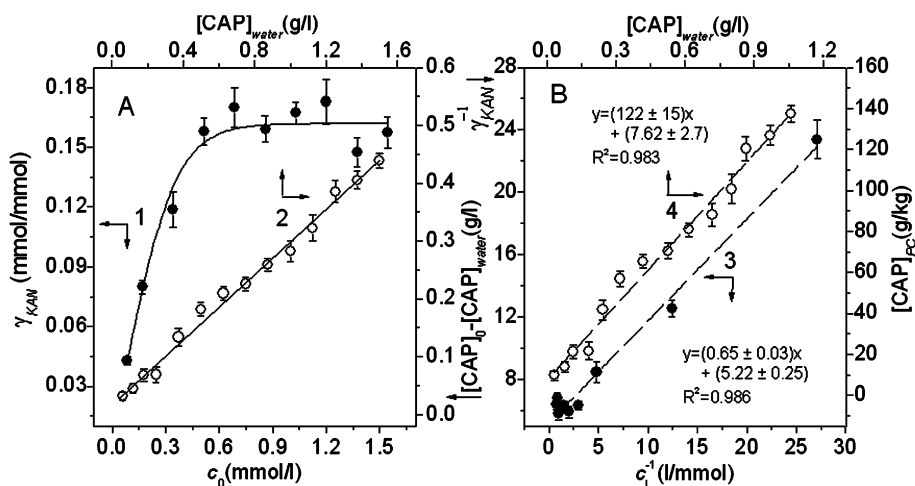 [CAP]water(g/l)
0.0 0.2 0.4 0.6 0.8 1.0 1.2 1.4 1.6
A
0.18
0.15
0.12
0.09
0.06
0.03
γKAN (mmol/mmol)
1
2
0.6
0.5
0.4
0.3
0.2
0.1
0.0
[CAP]0-[CAP]water(g/l)
0.0 0.3 0.6 0.9 1.2 1.5
c0(mmol/l)
[CAP]water(g/l)
0.0 0.2 0.4 0.6 0.8 1.0 1.2
B
γ-1KAN
28
24
20
16
12
8
y=(122 ± 15)x
+ (7.62 ± 2.7)
R²=0.983
4
3
y=(0.65 ± 0.03)x
+ (5.22 ± 0.25)
R²=0.986
160
140
120
100
80
60
40
20
0
[CAP]PC(g/kg)
0 5 10 15 20 25 30